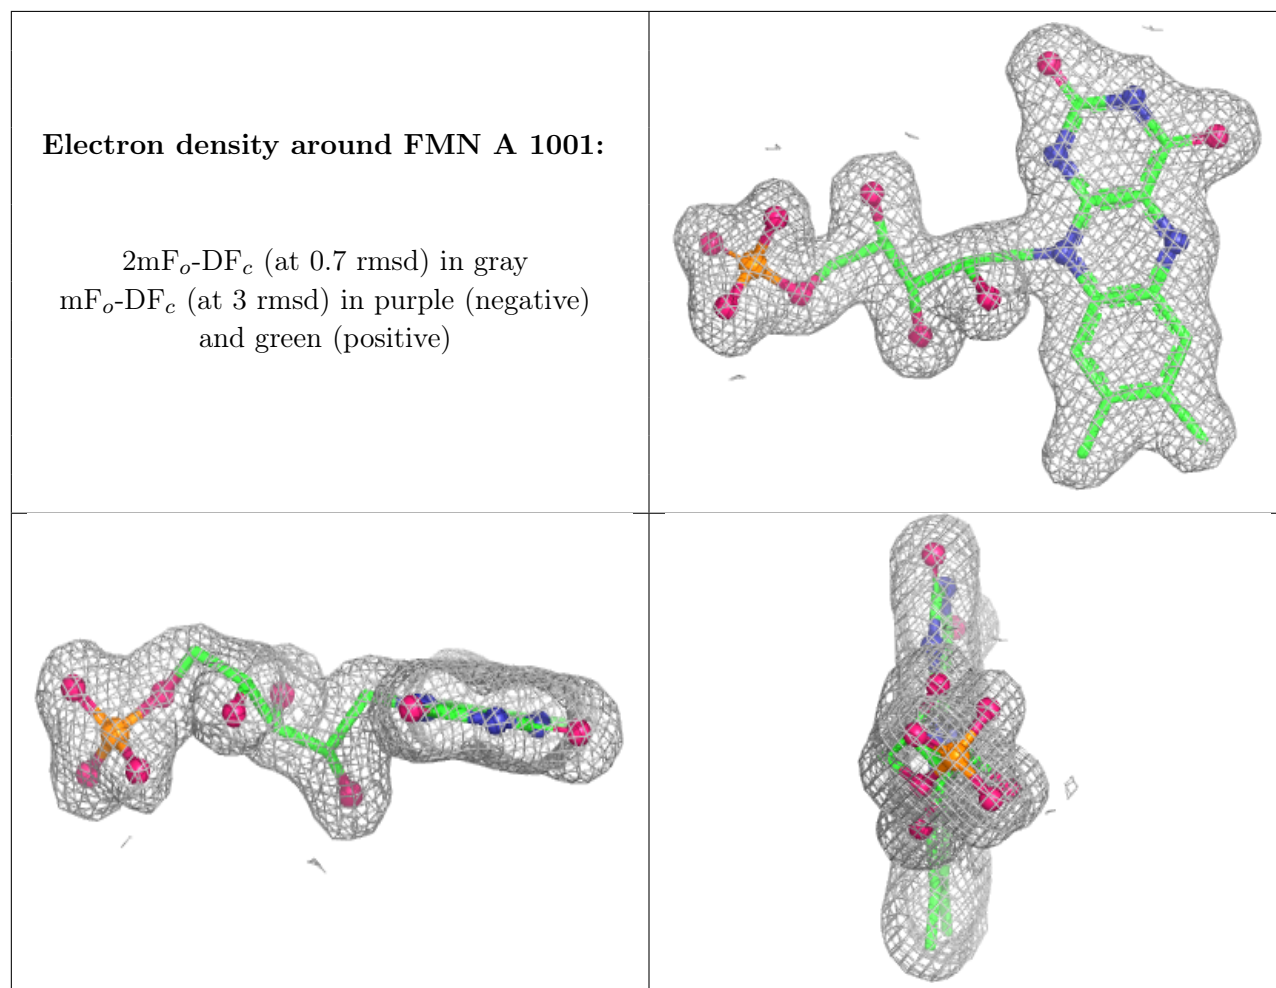 Electron density around FMN A 1001:
2mFo-DFc (at 0.7 rmsd) in gray
mFo-DFc (at 3 rmsd) in purple (negative)
and green (positive)